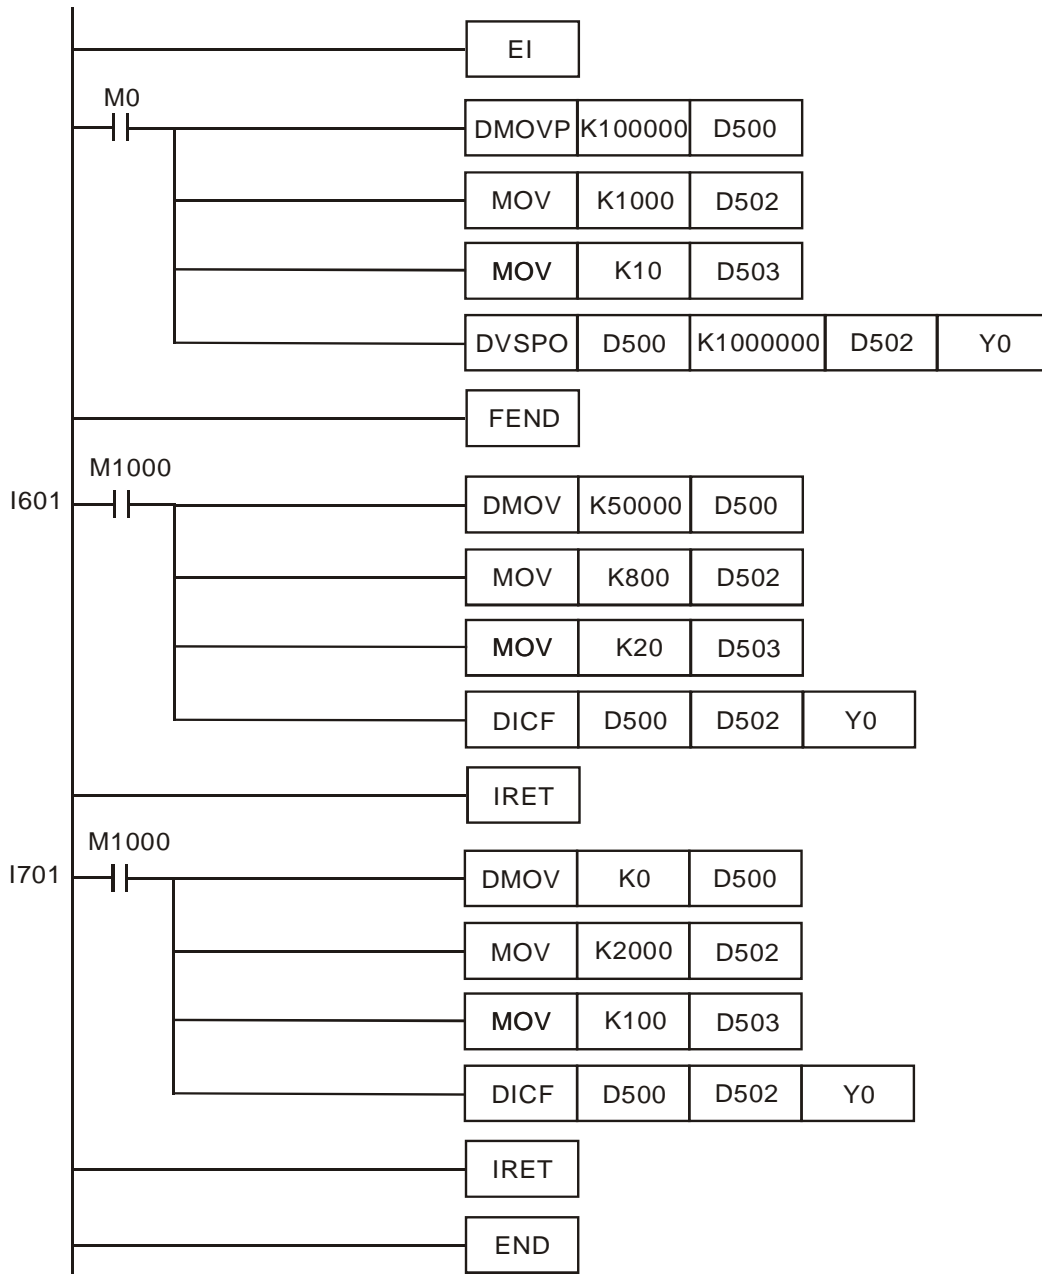 EI
M0
DMOVP K100000 D500
MOV K1000 D502
MOV K10 D503
DVSPO D500 K1000000 D502 Y0
FEND
M1000
I601
DMOV K50000 D500
MOV K800 D502
MOV K20 D503
DICF D500 D502 Y0
IRET
M1000
I701
DMOV K0 D500
MOV K2000 D502
MOV K100 D503
DICF D500 D502 Y0
IRET
END